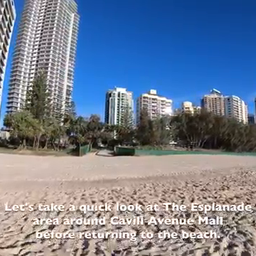 Let's take a quick look at The Esplanade
area around Cavill Avenue Mall
before returning to the beach.